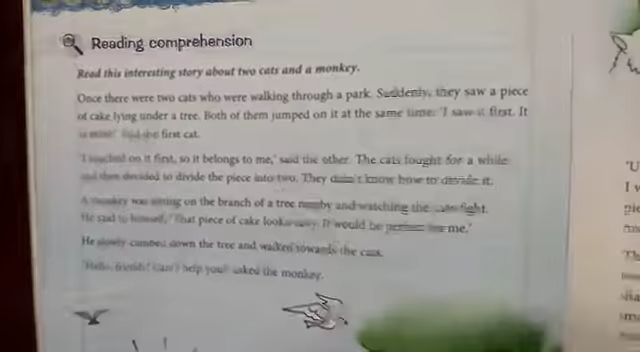 Reading comprehension
Read this interesting story about two cats and a monkey.
Once there were two cats who were walking through a park. Suddenly, they saw a piece
of cake lying under a tree. Both of them jumped on it at the same time. 'I saw it first. It
is mine!' said the first cat.
'I touched on it first, so it belongs to me,' said the other. The cats fought for a while
and then decided to divide the piece into two. They didn't know how to divide it.
A monkey was sitting on the branch of a tree nearby and watching the cats fight.
He said to himself, 'That piece of cake looks It would be me.'
He slowly climbed down the tree and walked towards the cats.
'Hello, friends! Can I help you?' asked the monkey.
'U
I w
pie